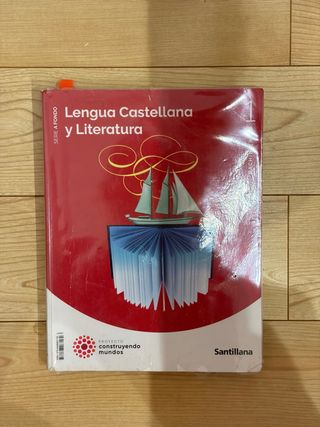 SERIE A FONDO
Lengua Castellana
y Literatura
1
PROYECTO
construyendo
mundos
Santillana